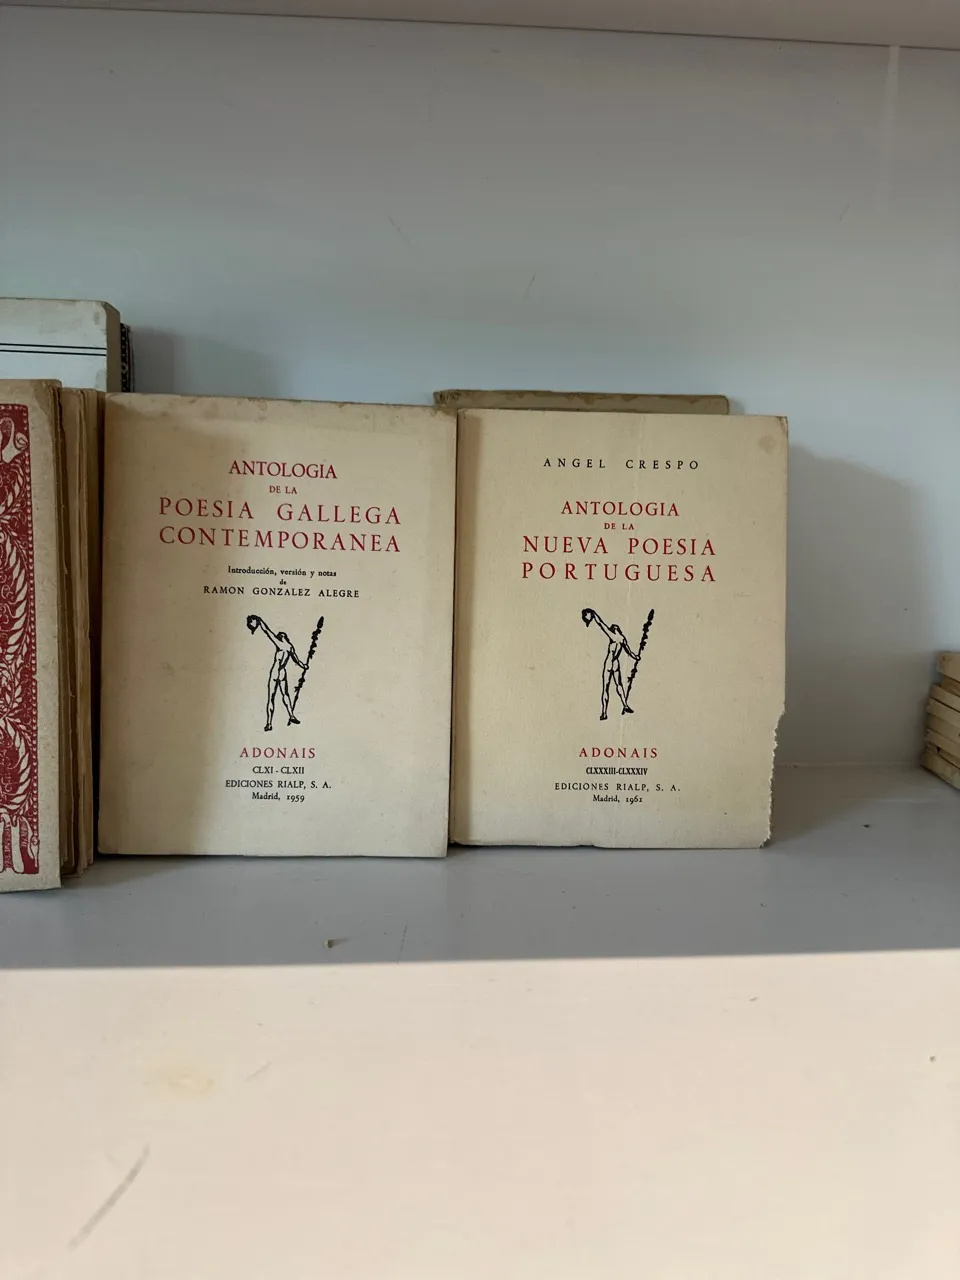 ANTOLOGIA
DE LA
POESIA GALLEGA
CONTEMPORANEA
Introducción, versión y notas
de
RAMON GONZALEZ ALEGRE
ADONAIS
CLXI - CLXII
EDICIONES RIALP, S. A.
Madrid, 1959
ANGEL CRESPO
ANTOLOGIA
DE LA
NUEVA POESIA
PORTUGUESA
ADONAIS
CLXXXIII-CLXXXIV
EDICIONES RIALP, S. A.
Madrid, 1961